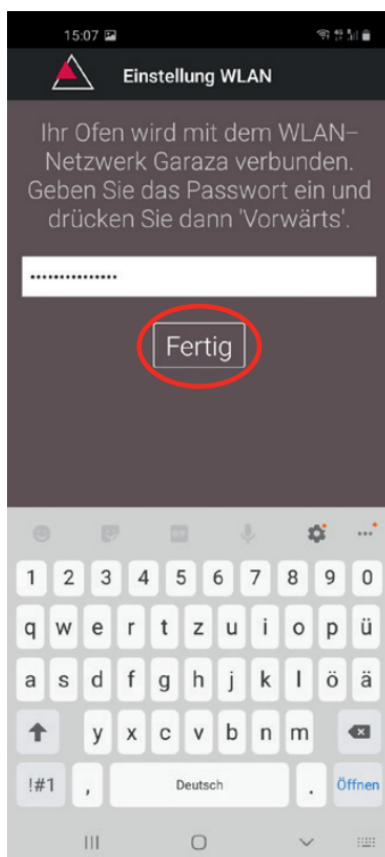 15:07
Einstellung WLAN
Ihr Ofen wird mit dem WLAN–
Netzwerk Garaza verbunden.
Geben Sie das Passwort ein und
drücken Sie dann 'Vorwärts'.
•••••••••••••••
Fertig
1 2 3 4 5 6 7 8 9 0
q w e r t z u i o p ü
a s d f g h j k l ö ä
y x c v b n m
!#1 , Deutsch . Öffnen